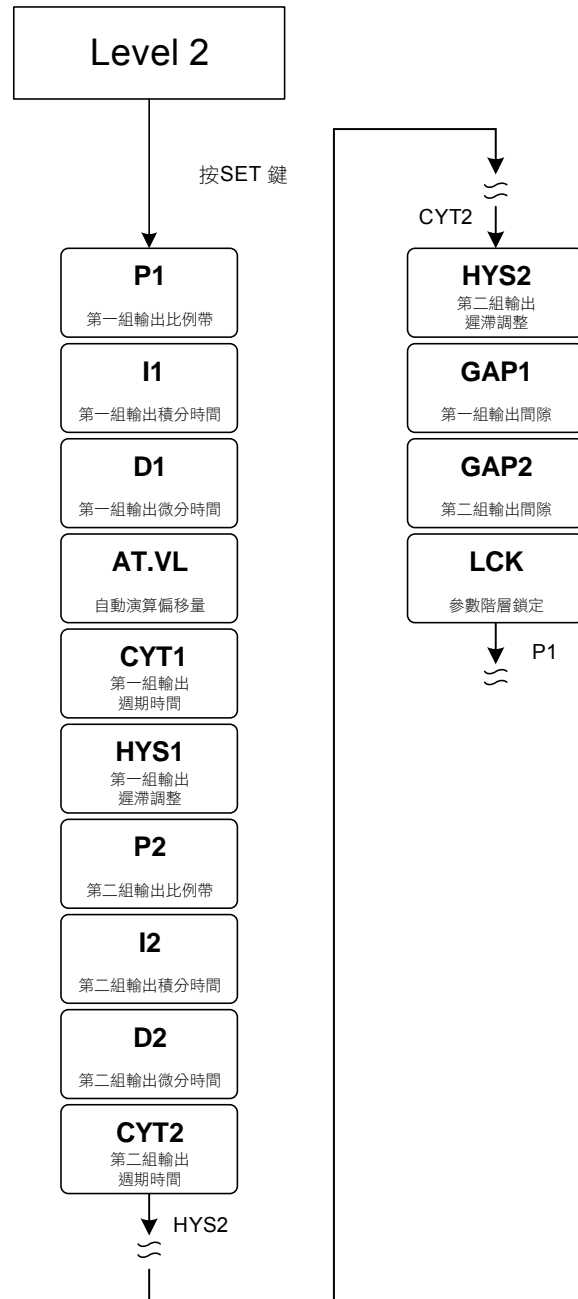 Level 2
按SET 鍵
P1
第一組輸出比例帶
I1
第一組輸出積分時間
D1
第一組輸出微分時間
AT.VL
自動演算偏移量
CYT1
第一組輸出
週期時間
HYS1
第一組輸出
遲滯調整
P2
第二組輸出比例帶
I2
第二組輸出積分時間
D2
第二組輸出微分時間
CYT2
第二組輸出
週期時間
HYS2
CYT2
HYS2
第二組輸出
遲滯調整
GAP1
第一組輸出間隙
GAP2
第二組輸出間隙
LCK
參數階層鎖定
P1